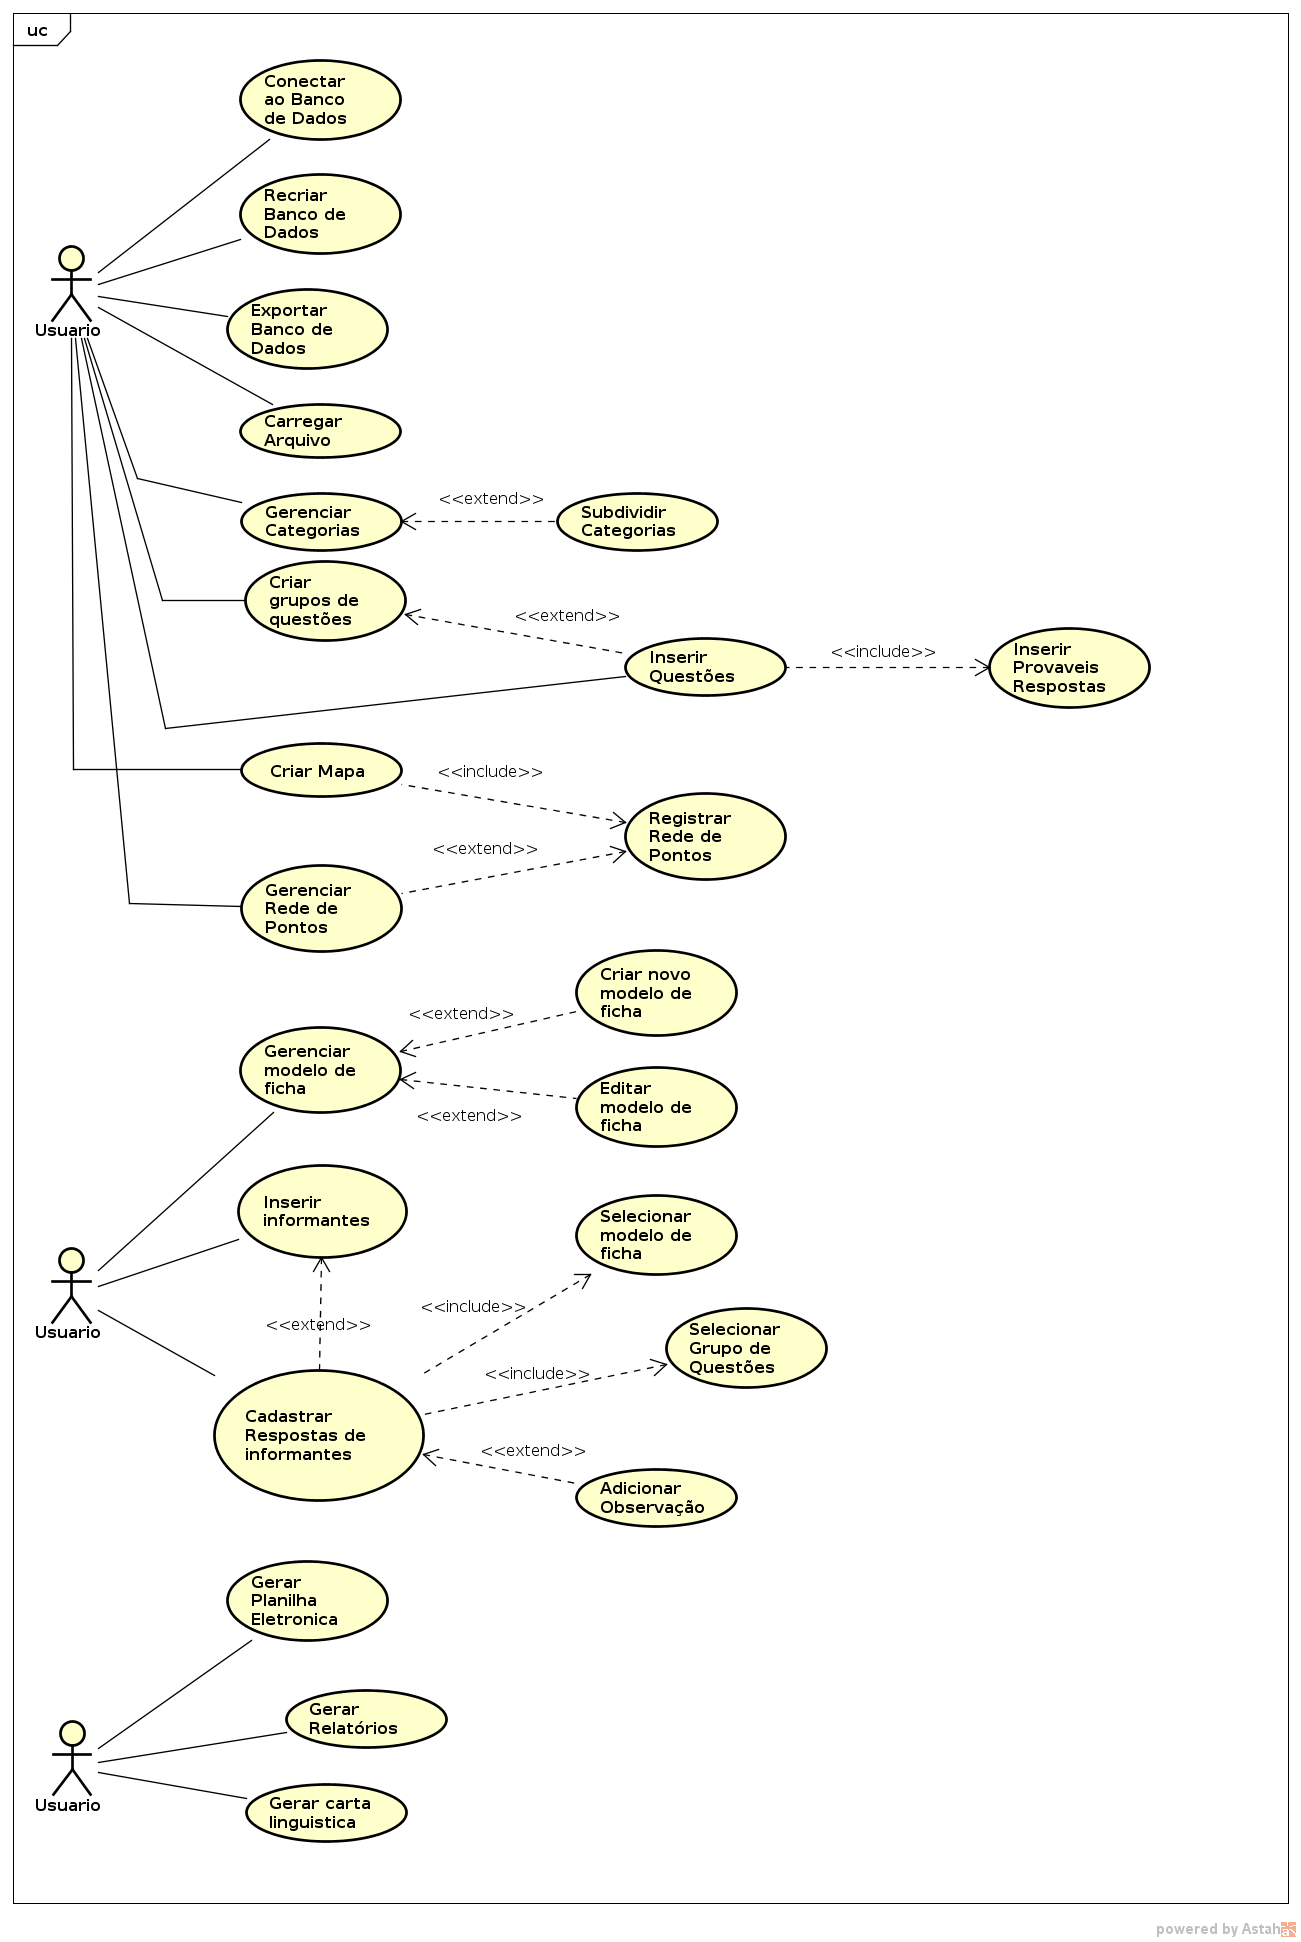 uc
Conectar
ao Banco
de Dados
Recriar
Banco de
Dados
Usuario
Exportar
Banco de
Dados
Carregar
Arquivo
Gerenciar
Categorias
<<extend>>
Subdividir
Categorias
Criar
grupos de
questões
<<extend>>
Inserir
Questões
<<include>>
Inserir
Provaveis
Respostas
Criar Mapa
<<include>>
Registrar
Rede de
Pontos
<<extend>>
Gerenciar
Rede de
Pontos
Criar novo
modelo de
ficha
<<extend>>
Gerenciar
modelo de
ficha
Editar
modelo de
ficha
<<extend>>
Inserir
informantes
Selecionar
modelo de
ficha
Usuario
<<include>>
<<extend>>
Selecionar
Grupo de
Questões
<<include>>
Cadastrar
Respostas de
informantes
<<extend>>
Adicionar
Observação
Gerar
Planilha
Eletronica
Gerar
Relatórios
Usuario
Gerar carta
linguistica
powered by Astah